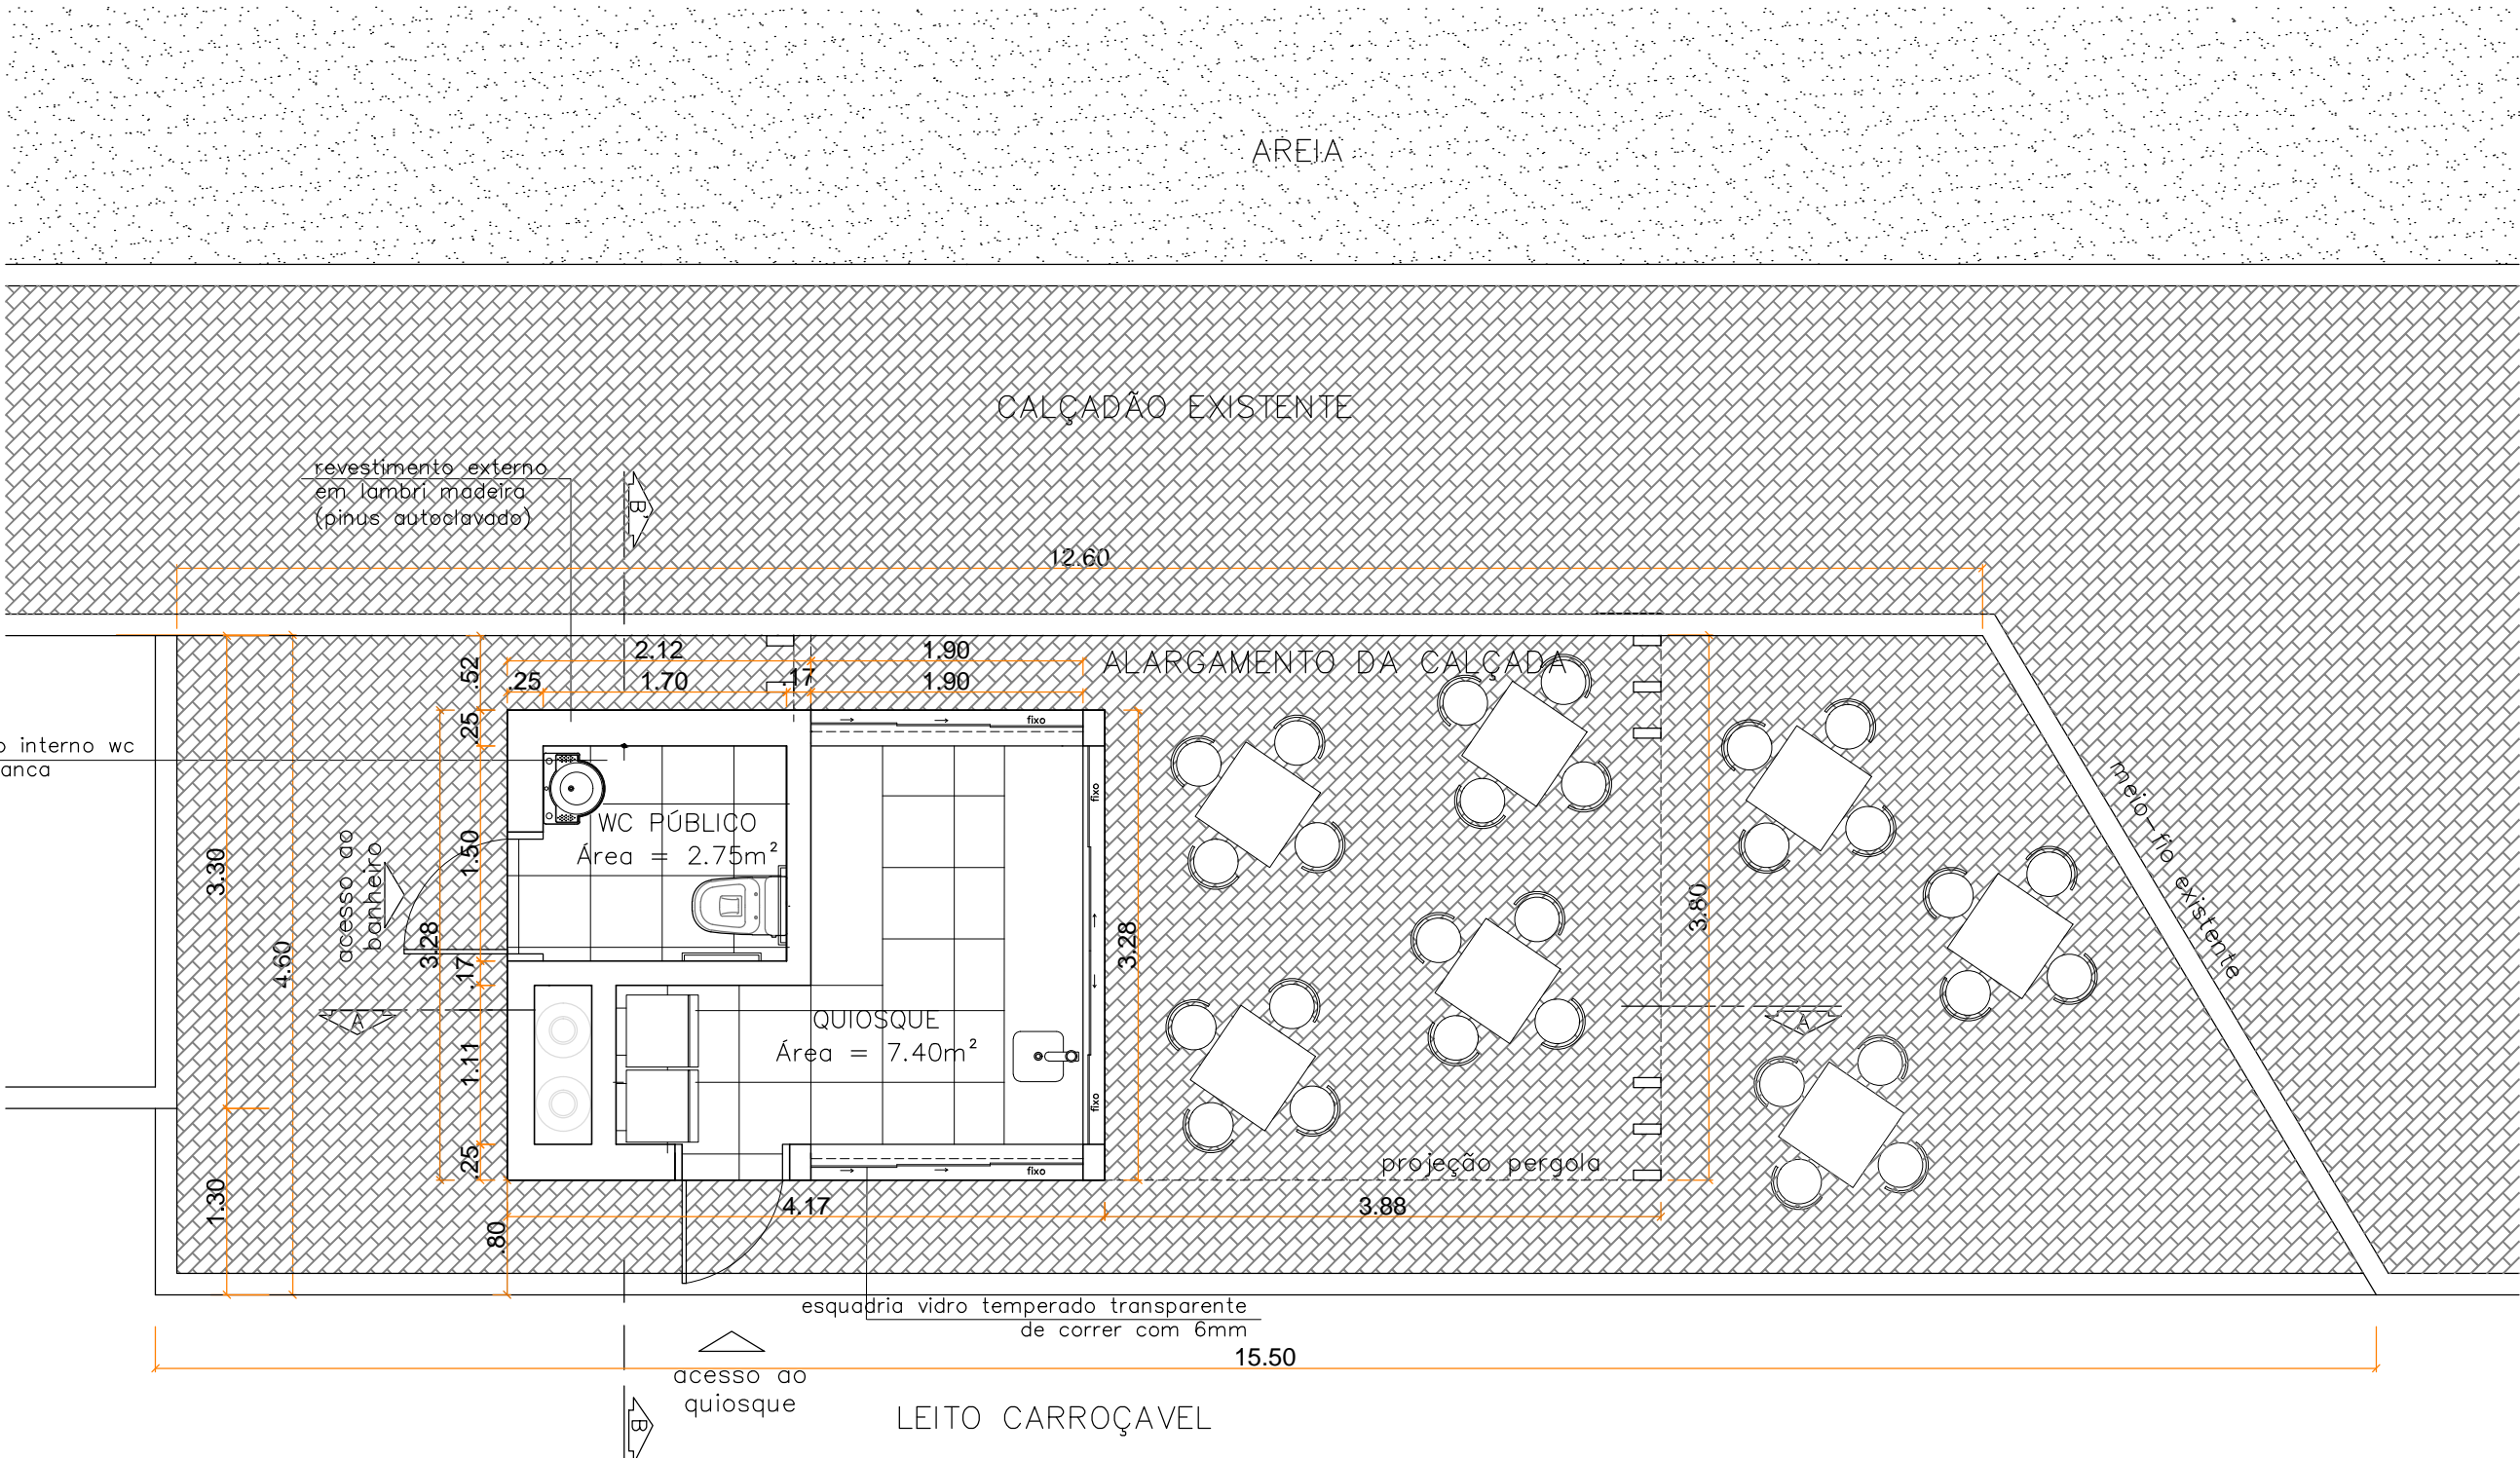 AREIA
CALÇADÃO EXISTENTE
revestimento externo
em lambri madeira
(pinus autoclavado)
B'
12.60
2.12
1.90
ALARGAMENTO DA CALÇADA
.52
.25
1.70
.17
1.90
.25
fixo
o interno wc
anca
fixo
meio-fio existente
WC PÚBLICO
Área = 2.75m²
acesso ao
banheiro
1.50
3.30
3.80
3.28
3.28
4.60
.17
A
QUIOSQUE
Área = 7.40m²
A
1.11
fixo
.25
fixo
projeção pergola
1.30
4.17
3.88
.80
esquadria vidro temperado transparente
de correr com 6mm
15.50
acesso ao
quiosque
B
LEITO CARROÇAVEL